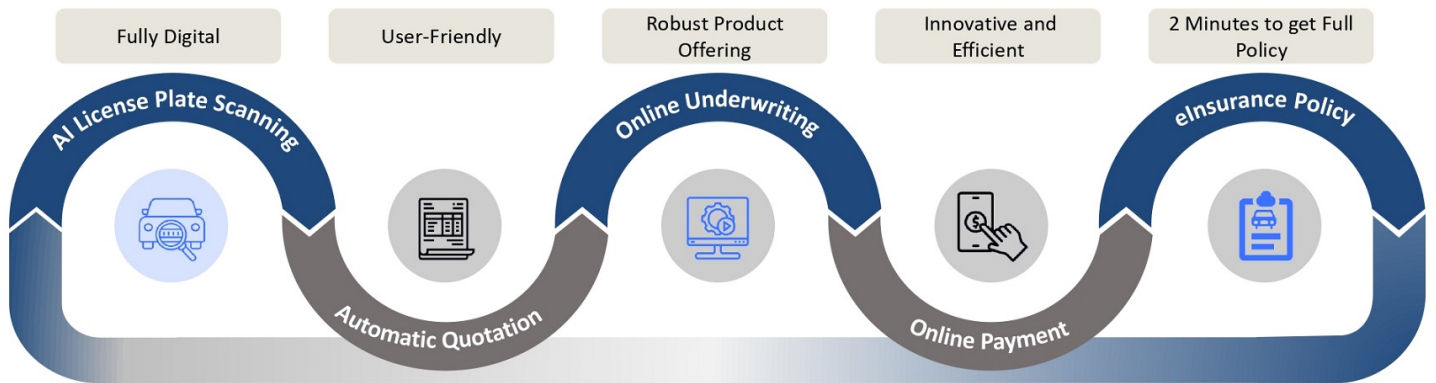 Fully Digital
User-Friendly
Robust Product
Offering
Innovative and
Efficient
2 Minutes to get Full
Policy
AI License Plate Scanning
Automatic Quotation
Online Underwriting
Online Payment
eInsurance Policy